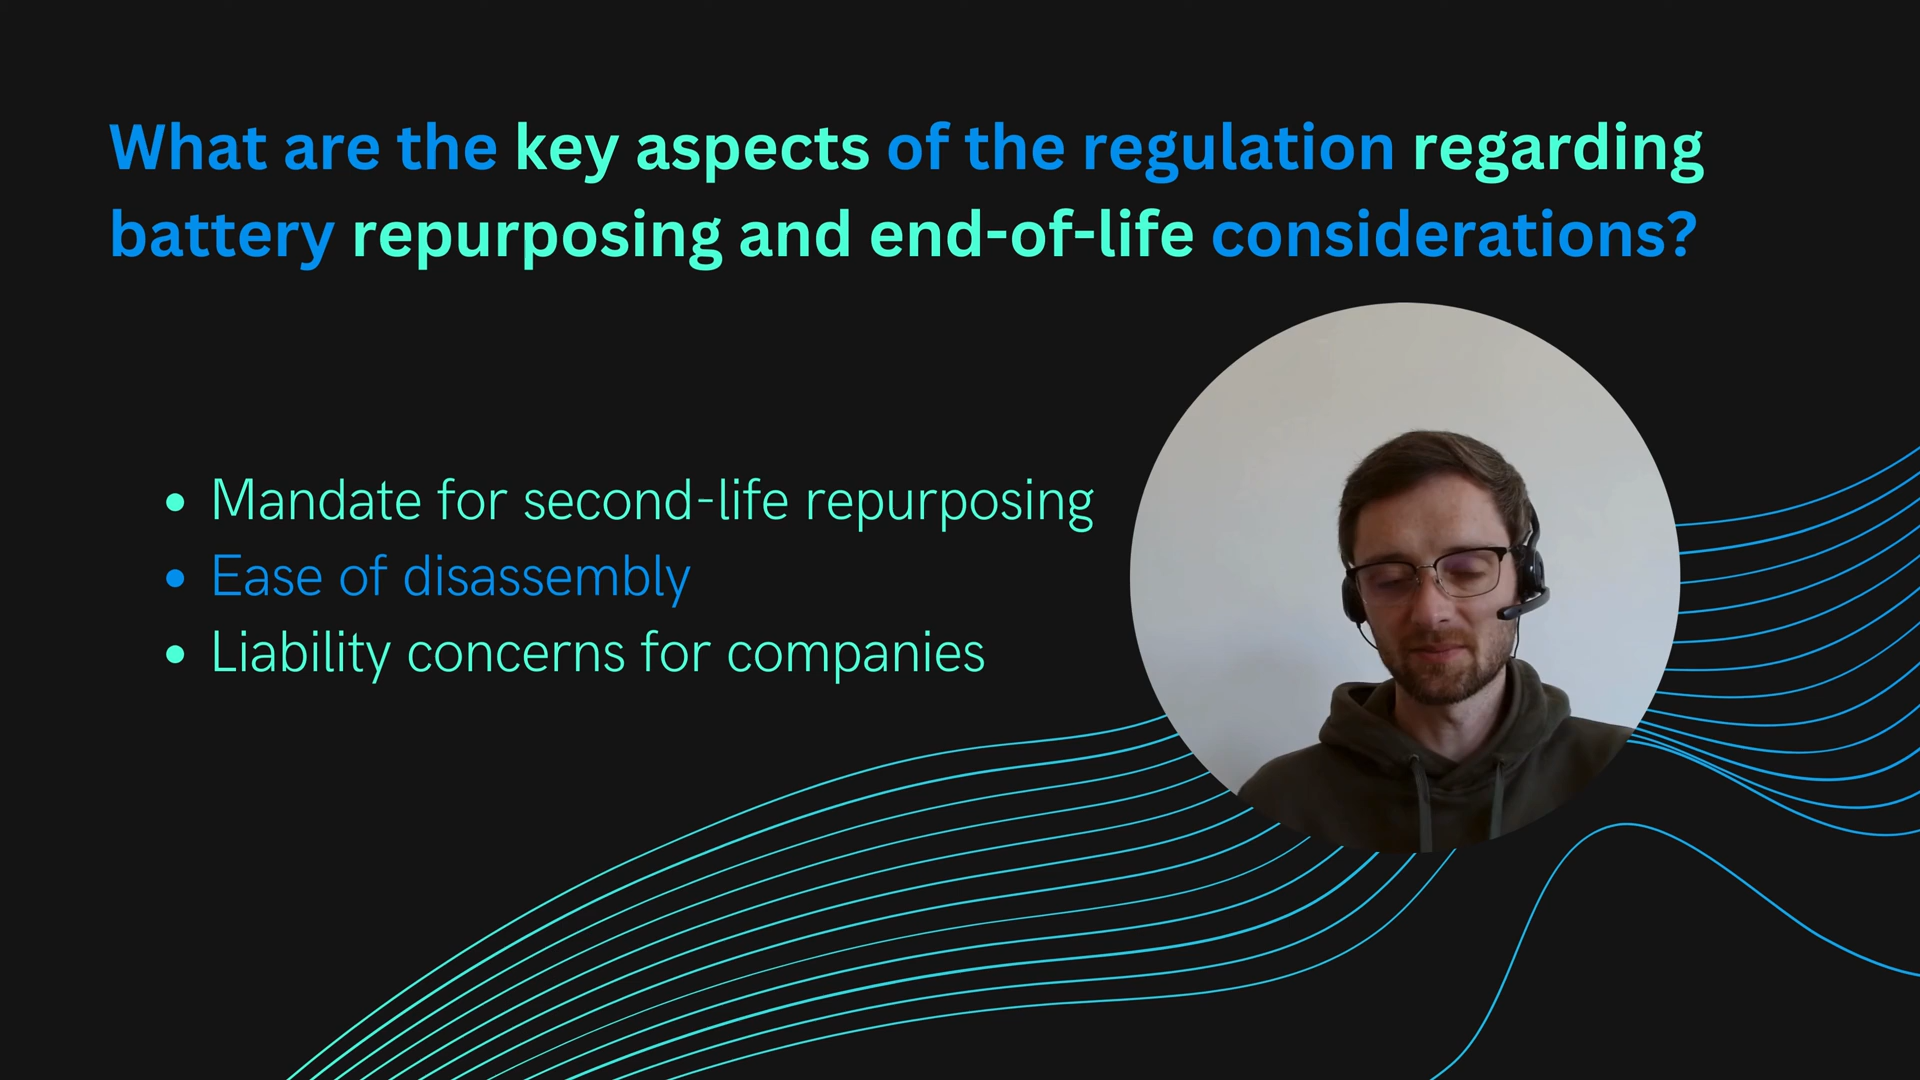 What are the key aspects of the regulation regarding
battery repurposing and end-of-life considerations?
• Mandate for second-life repurposing
• Ease of disassembly
• Liability concerns for companies